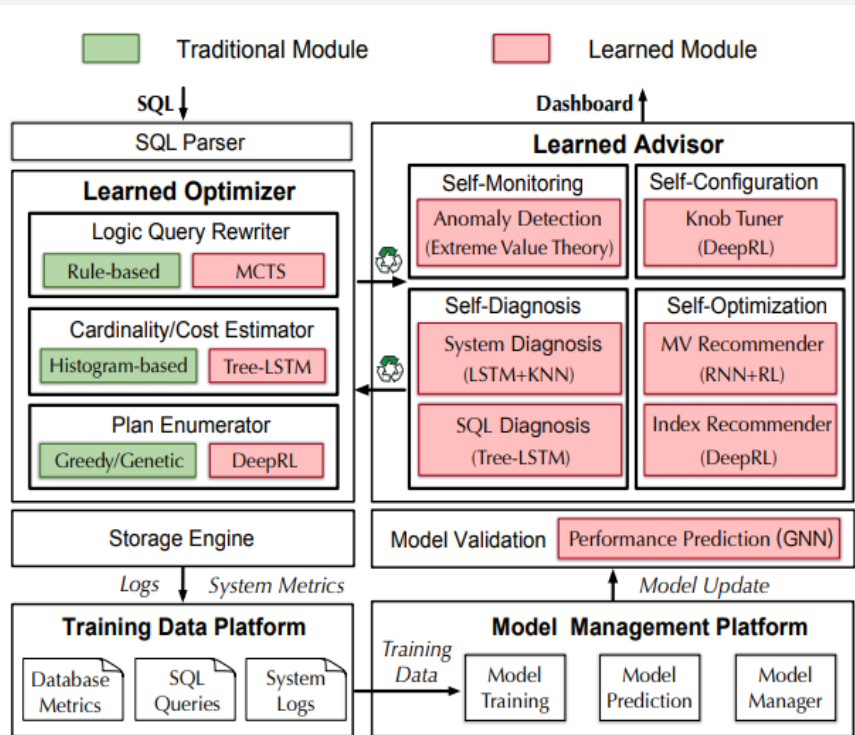 Traditional Module
Learned Module
SQL
SQL Parser
Learned Optimizer
Logic Query Rewriter
Rule-based
MCTS
Cardinality/Cost Estimator
Histogram-based
Tree-LSTM
Plan Enumerator
Greedy/Genetic
DeepRL
Dashboard
Learned Advisor
Self-Monitoring
Anomaly Detection
(Extreme Value Theory)
Self-Configuration
Knob Tuner
(DeepRL)
Self-Diagnosis
System Diagnosis
(LSTM+KNN)
SQL Diagnosis
(Tree-LSTM)
Self-Optimization
MV Recommender
(RNN+RL)
Index Recommender
(DeepRL)
Storage Engine
Model Validation
Performance Prediction (GNN)
Logs
System Metrics
Model Update
Training Data Platform
Database
Metrics
SQL
Queries
System
Logs
Training
Data
Model Management Platform
Model
Training
Model
Prediction
Model
Manager